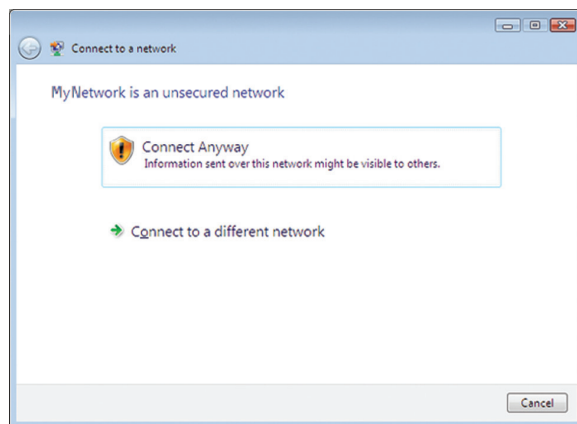 Connect to a network
MyNetwork is an unsecured network
Connect Anyway
Information sent over this network might be visible to others.
Connect to a different network
Cancel